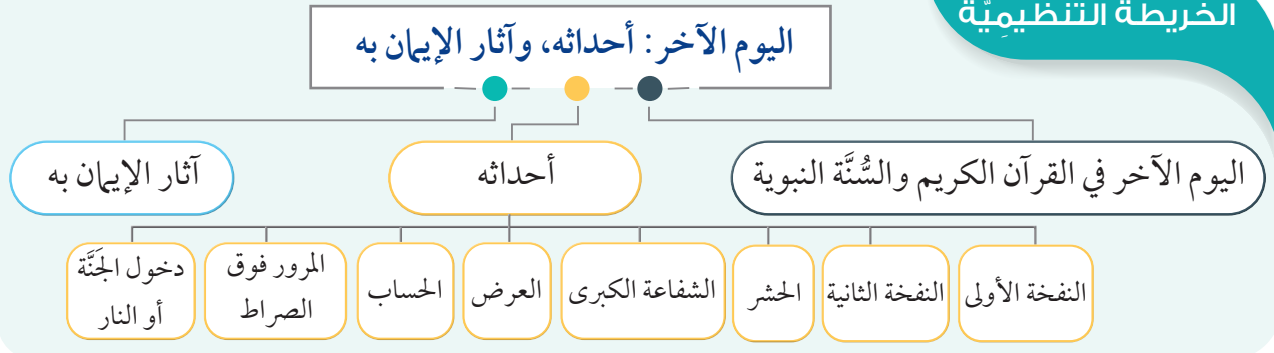 الخريطة التنظيميّة
اليوم الآخر: أحداثه، وآثار الإيمان به
اليوم الآخر في القرآن الكريم والسُّنَّة النبوية
أحداثه
آثار الإيمان به
النفخة الأولى
النفخة الثانية
الحشر
الشفاعة الكبرى
العرض
الحساب
المرور فوق
الصراط
دخول الجَنَّة
أو النار